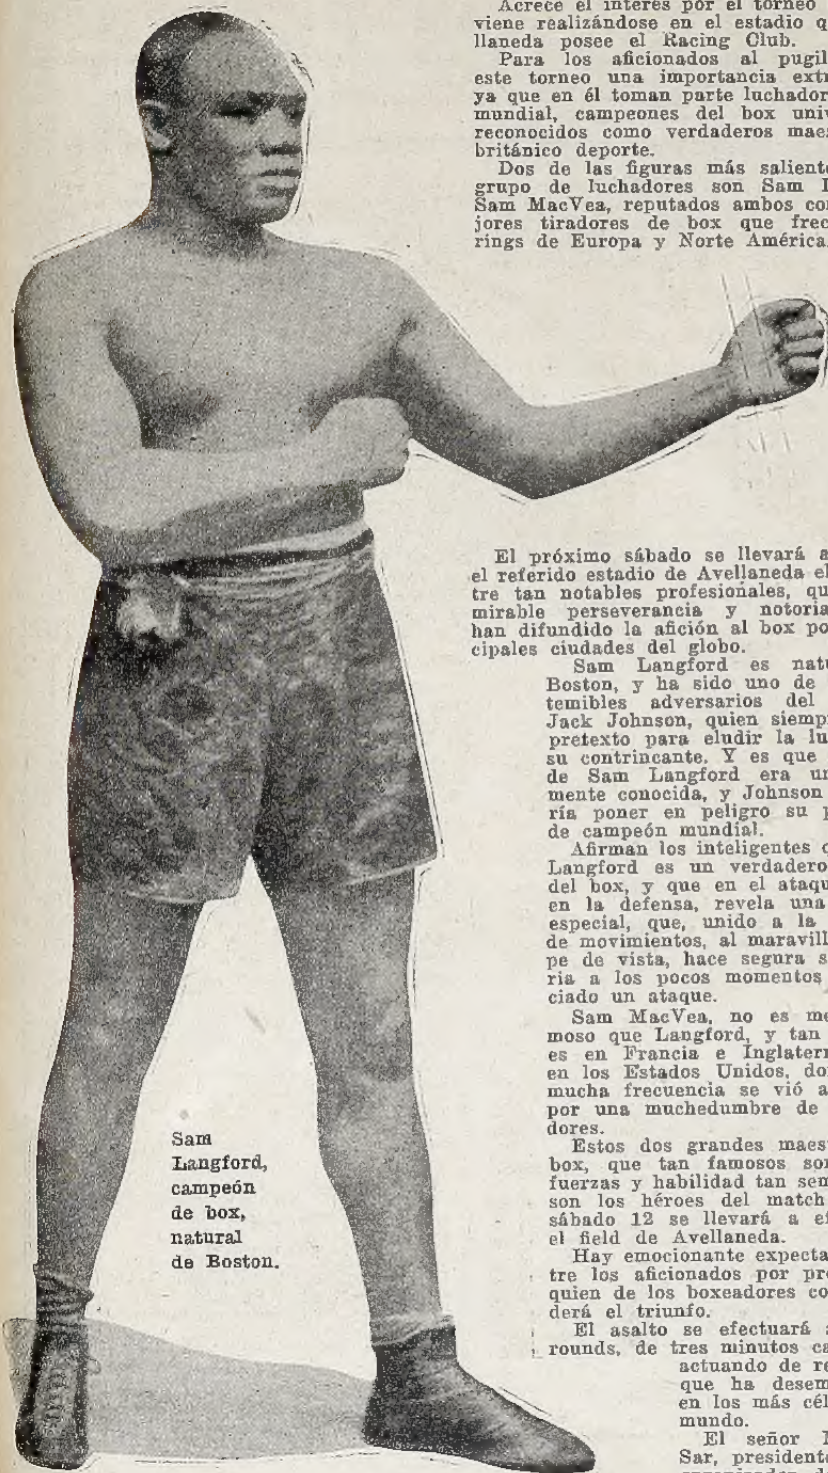 Acrece el interés por el torneo
viene realizándose en el estadio q
llaneda posee el Racing Club.
Para los aficionados al pugil
este torneo una importancia extr
ya que en él toman parte luchador
mundial, campeones del box univ
reconocidos como verdaderos maes
británico deporte.
Dos de las figuras más saliente
grupo de luchadores son Sam L
Sam MacVea, reputados ambos co
jores tiradores de box que frec
rings de Europa y Norte América
El próximo sábado se llevará a
el referido estadio de Avellaneda el
tre tan notables profesionales, qu
mirable perseverancia y notoria
han difundido la afición al box po
cipales ciudades del globo.
Sam Langford es natu
Boston, y ha sido uno de
temibles adversarios del
Jack Johnson, quien siemp
pretexto para eludir la lu
su contrincante. Y es que
de Sam Langford era un
mente conocida, y Johnson
ría poner en peligro su p
de campeón mundial.
Afirman los inteligentes q
Langford es un verdadero
del box, y que en el ataqu
en la defensa, revela una
especial, que, unido a la
de movimientos, al maravill
pe de vista, hace segura s
ria a los pocos momentos
ciado un ataque.
Sam MacVea, no es me
moso que Langford, y tan
es en Francia e Inglaterr
en los Estados Unidos, do
mucha frecuencia se vió a
por una muchedumbre de
dores.
Estos dos grandes maes
box, que tan famosos son
fuerzas y habilidad tan sem
son los héroes del match
sábado 12 se llevará a ef
el field de Avellaneda.
Hay emocionante expecta
tre los aficionados por pre
quien de los boxeadores co
derá el triunfo.
El asalto se efectuará a
rounds, de tres minutos ca
actuando de re
que ha desem
en los más cél
mundo.
El señor
Sar, president
Sam
Langford,
campeón
de box,
natural
de Boston.